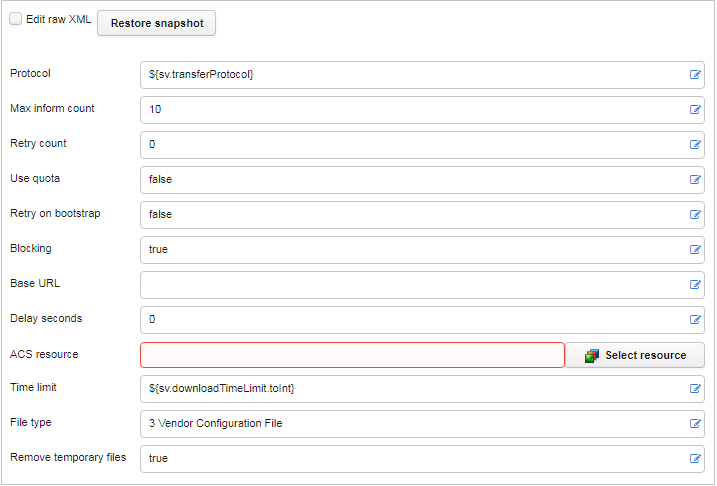 Edit raw XML Restore snapshot
Protocol ${sv.transferProtocol}
Max inform count 10
Retry count 0
Use quota false
Retry on bootstrap false
Blocking true
Base URL
Delay seconds 0
ACS resource Select resource
Time limit ${sv.downloadTimeLimit.toInt}
File type 3 Vendor Configuration File
Remove temporary files true